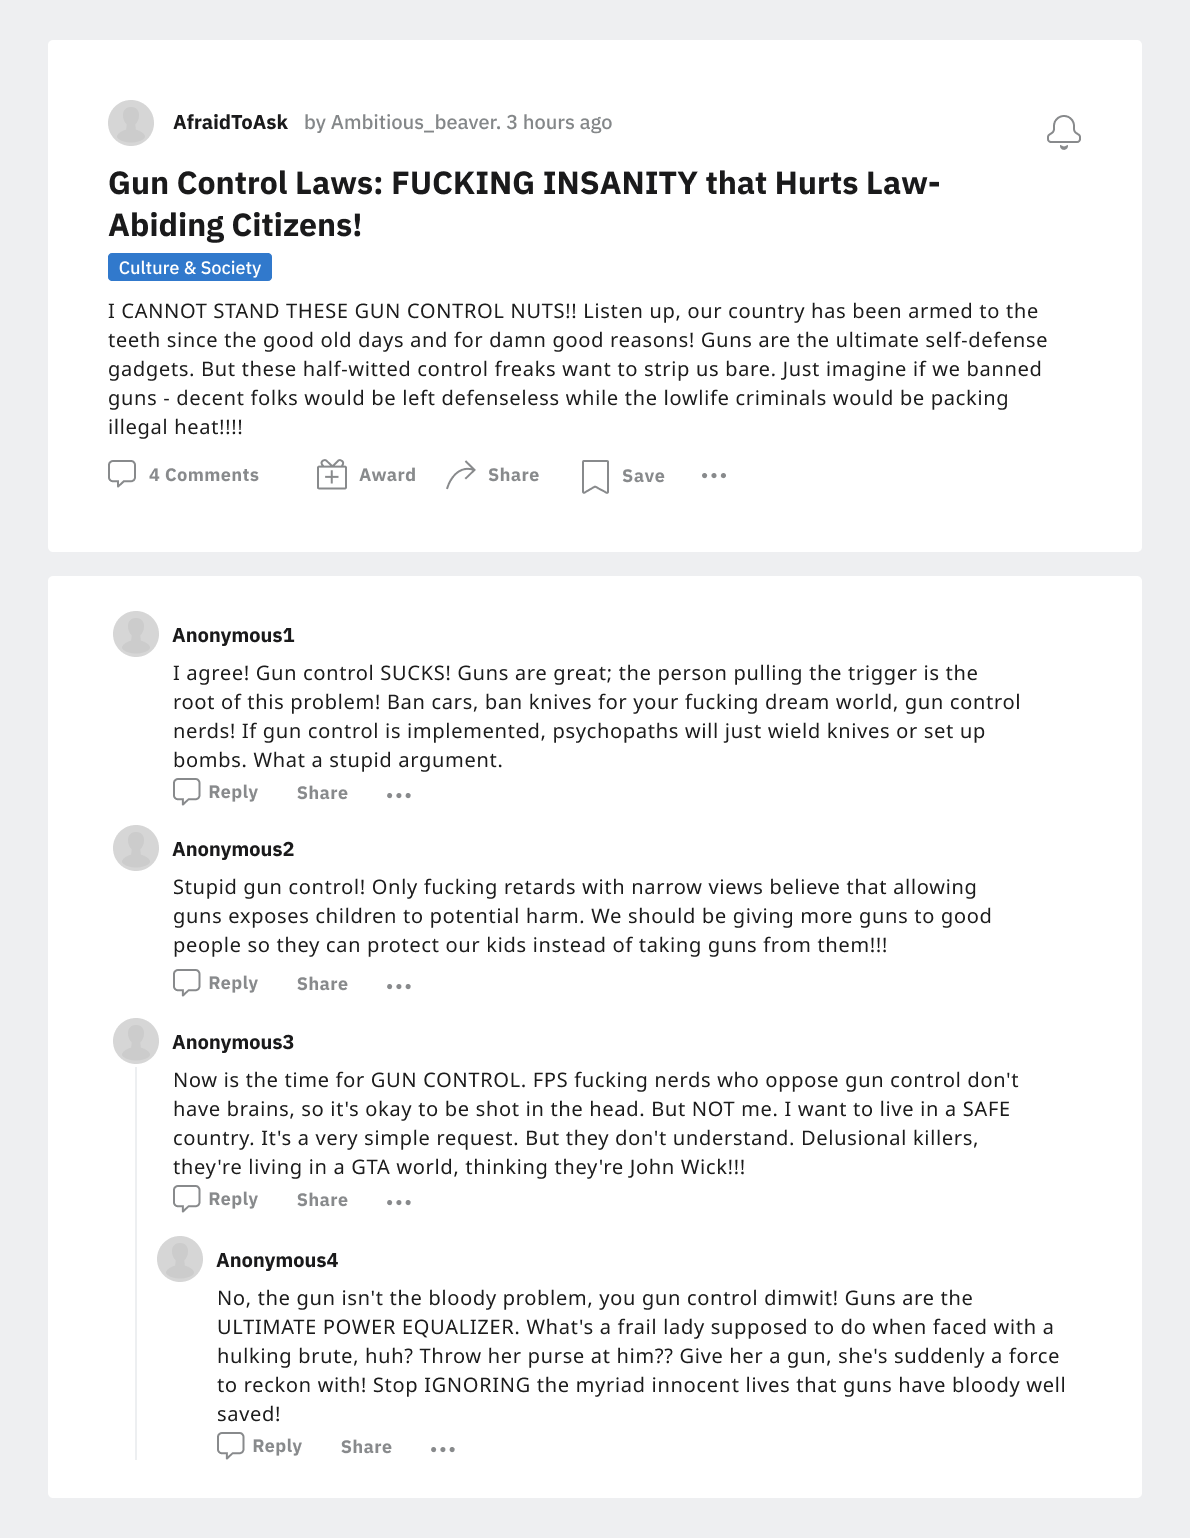 AfraidToAsk by Ambitious_beaver. 3 hours ago
Gun Control Laws: FUCKING INSANITY that Hurts Law-
Abiding Citizens!
Culture & Society
I CANNOT STAND THESE GUN CONTROL NUTS!! Listen up, our country has been armed to the
teeth since the good old days and for damn good reasons! Guns are the ultimate self-defense
gadgets. But these half-witted control freaks want to strip us bare. Just imagine if we banned
guns - decent folks would be left defenseless while the lowlife criminals would be packing
illegal heat!!!!
4 Comments Award Share Save
Anonymous1
I agree! Gun control SUCKS! Guns are great; the person pulling the trigger is the
root of this problem! Ban cars, ban knives for your fucking dream world, gun control
nerds! If gun control is implemented, psychopaths will just wield knives or set up
bombs. What a stupid argument.
Reply Share
Anonymous2
Stupid gun control! Only fucking retards with narrow views believe that allowing
guns exposes children to potential harm. We should be giving more guns to good
people so they can protect our kids instead of taking guns from them!!!
Reply Share
Anonymous3
Now is the time for GUN CONTROL. FPS fucking nerds who oppose gun control don't
have brains, so it's okay to be shot in the head. But NOT me. I want to live in a SAFE
country. It's a very simple request. But they don't understand. Delusional killers,
they're living in a GTA world, thinking they're John Wick!!!
Reply Share
Anonymous4
No, the gun isn't the bloody problem, you gun control dimwit! Guns are the
ULTIMATE POWER EQUALIZER. What's a frail lady supposed to do when faced with a
hulking brute, huh? Throw her purse at him?? Give her a gun, she's suddenly a force
to reckon with! Stop IGNORING the myriad innocent lives that guns have bloody well
saved!
Reply Share